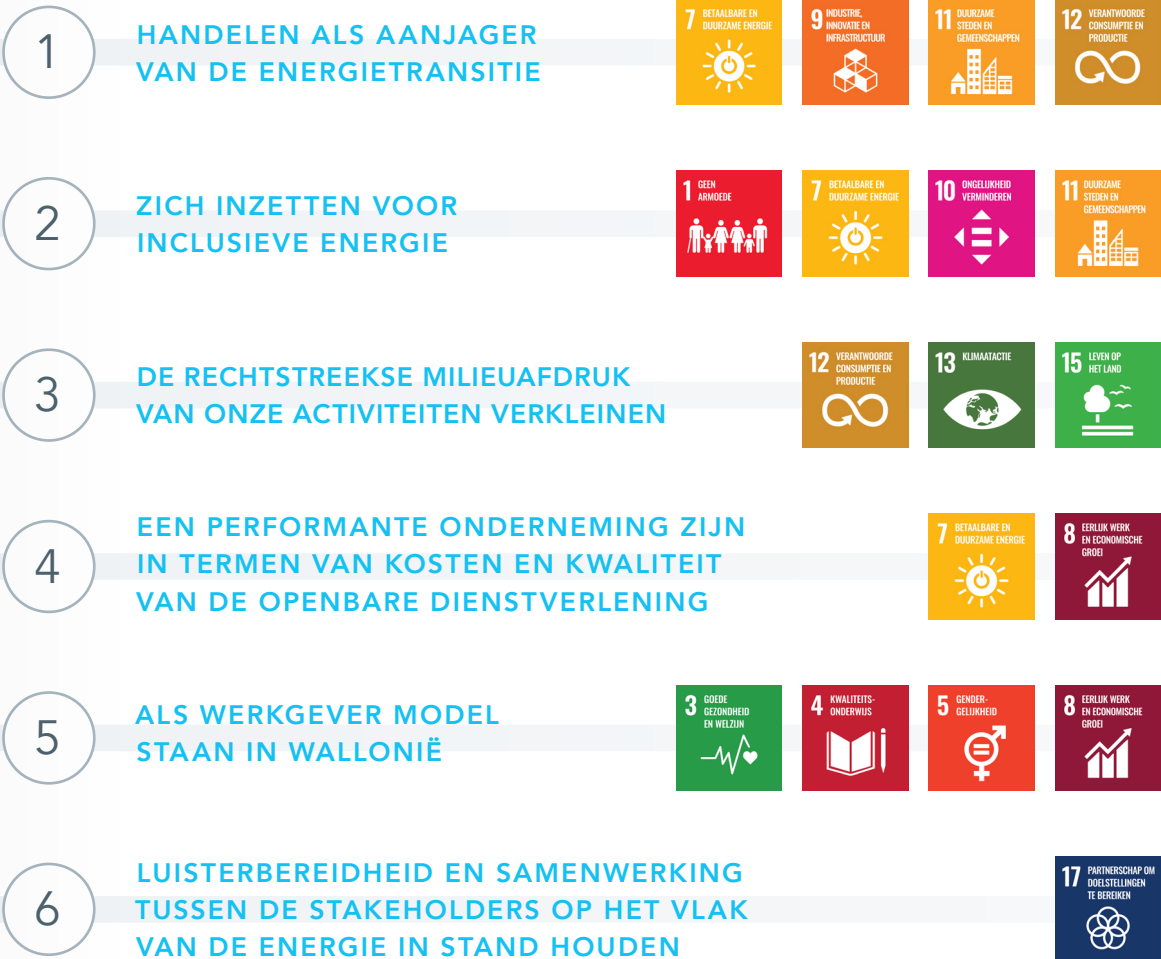 1
HANDELEN ALS AANJAGER
VAN DE ENERGIETRANSITIE
7 BETAALBARE EN
DUURZAME ENERGIE
9 INDUSTRIE,
INNOVATIE EN
INFRASTRUCTUUR
11 DUURZAME
STEDEN EN
GEMEENSCHAPPEN
12 VERANTWOORDE
CONSUMPTIE EN
PRODUCTIE
2
ZICH INZETTEN VOOR
INCLUSIEVE ENERGIE
1 GEEN
ARMOEDE
7 BETAALBARE EN
DUURZAME ENERGIE
10 ONGELIJKHEID
VERMINDEREN
11 DUURZAME
STEDEN EN
GEMEENSCHAPPEN
3
DE RECHTSTREEKSE MILIEUAFDRUK
VAN ONZE ACTIVITEITEN VERKLEINEN
12 VERANTWOORDE
CONSUMPTIE EN
PRODUCTIE
13 KLIMAATACTIE
15 LEVEN OP
HET LAND
4
EEN PERFORMANTE ONDERNEMING ZIJN
IN TERMEN VAN KOSTEN EN KWALITEIT
VAN DE OPENBARE DIENSTVERLENING
7 BETAALBARE EN
DUURZAME ENERGIE
8 EERLIJK WERK
EN ECONOMISCHE
GROEI
5
ALS WERKGEVER MODEL
STAAN IN WALLONIË
3 GOEDE
GEZONDHEID
EN WELZIJN
4 KWALITEITS-
ONDERWIJS
5 GENDER-
GELIJKHEID
8 EERLIJK WERK
EN ECONOMISCHE
GROEI
6
LUISTERBEREIDHEID EN SAMENWERKING
TUSSEN DE STAKEHOLDERS OP HET VLAK
VAN DE ENERGIE IN STAND HOUDEN
17 PARTNERSCHAP OM
DOELSTELLINGEN
TE BEREIKEN